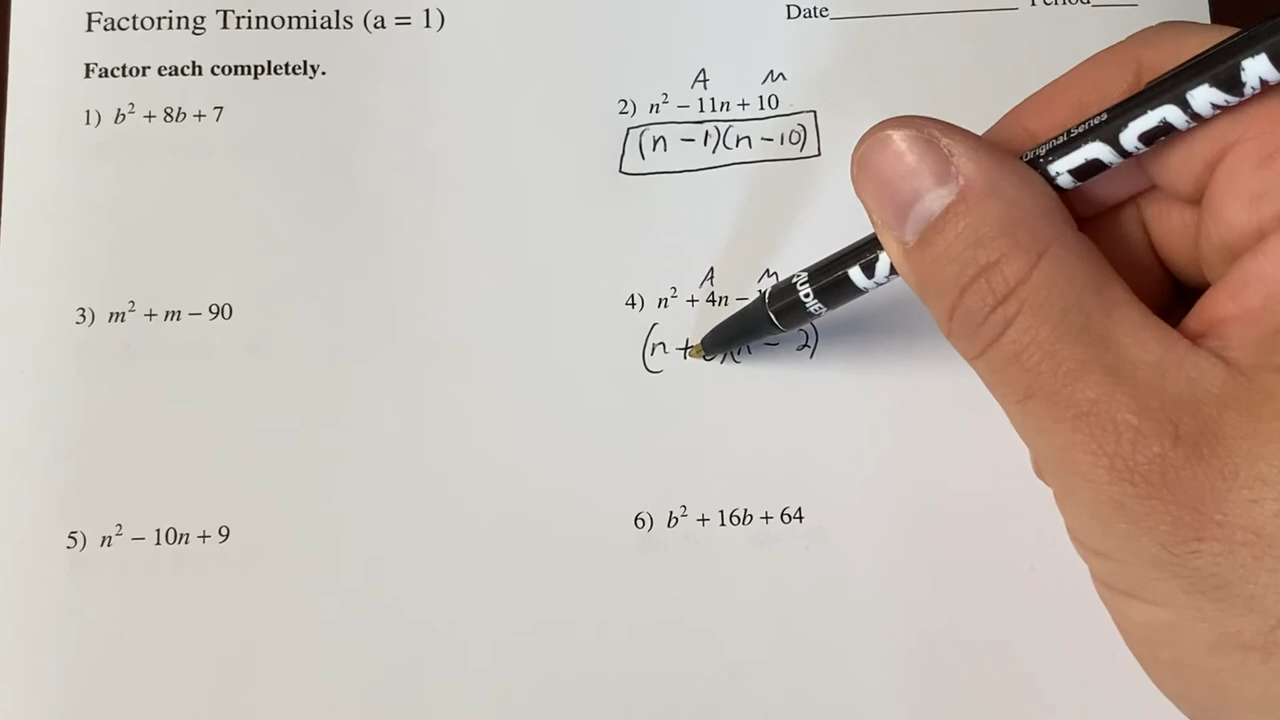 Factoring Trinomials (a = 1)
Date
Factor each completely.
A M
1) b² + 8b + 7
2) n² − 11n + 10
(n − 1)(n − 10)
A M
3) m² + m − 90
4) n² + 4n −
(n + − 2)
5) n² − 10n + 9
6) b² + 16b + 64
Original Series